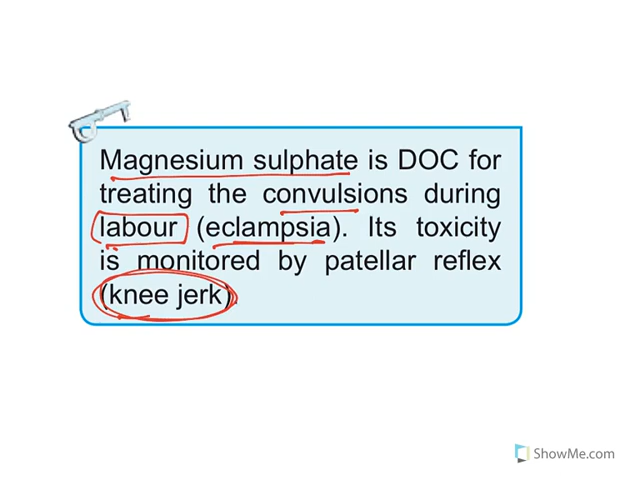 Magnesium sulphate is DOC for
treating the convulsions during
labour (eclampsia). Its toxicity
is monitored by patellar reflex
(knee jerk).
ShowMe.com